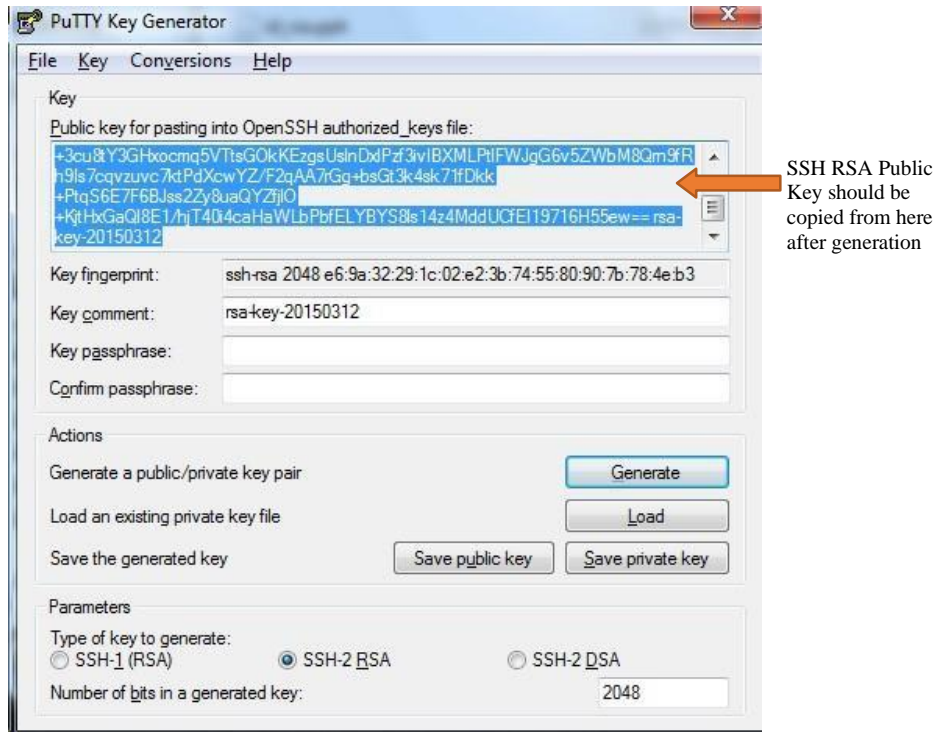 PuTTY Key Generator
File Key Conversions Help
Key
Public key for pasting into OpenSSH authorized_keys file:
+3cu8tY3GHxocmq5VTtsGOkKEzgsUslnDxlPzf3ivIBXMLPtlFWJgG6v5ZWbM8Qm9fR
h9Is7cqvzuvc7ktPdXcwYZ/F2qAA7rGq+bsGt3k4sk71fDkk
+PtqS6E7F6BJss2Zy8uaQYZfjlO
+KjtHxGaQI8E1/hjT40i4caHaWLbPbfELYBYS8ls14z4MddUCfEI19716H55ew== rsa-
key-20150312
SSH RSA Public
Key should be
copied from here
after generation
Key fingerprint: ssh-rsa 2048 e6:9a:32:29:1c:02:e2:3b:74:55:80:90:7b:78:4e:b3
Key comment: rsa-key-20150312
Key passphrase:
Confirm passphrase:
Actions
Generate a public/private key pair Generate
Load an existing private key file Load
Save the generated key Save public key Save private key
Parameters
Type of key to generate:
SSH-1 (RSA) SSH-2 RSA SSH-2 DSA
Number of bits in a generated key: 2048